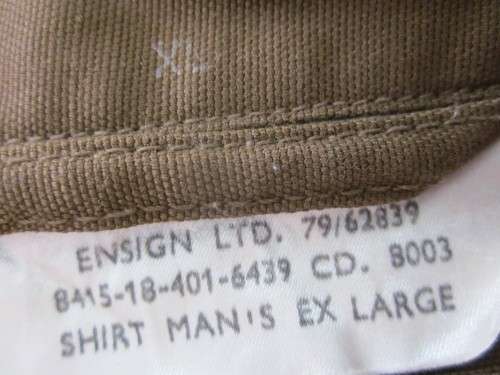 XL
ENSIGN LTD. 79/62839
8415-18-401-6439 CD. 8003
SHIRT MAN'S EX LARGE